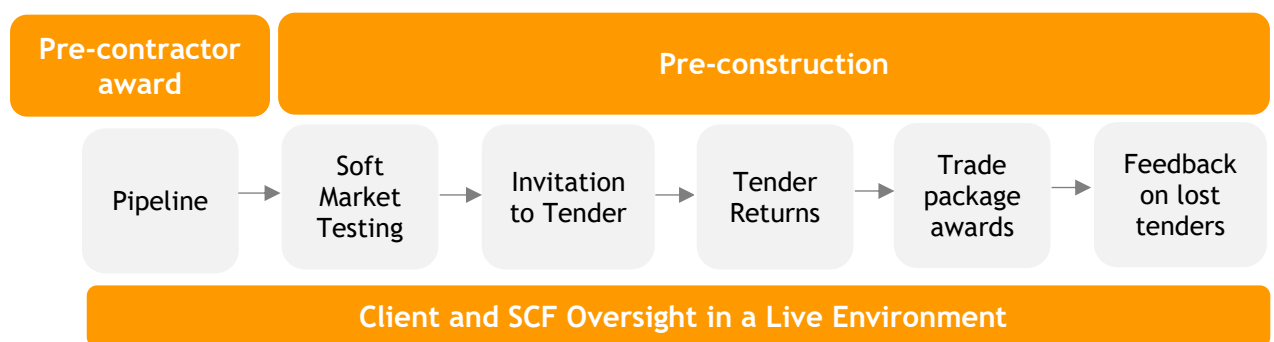 Pre-contractor
award
Pre-construction
Pipeline
Soft
Market
Testing
Invitation
to Tender
Tender
Returns
Trade
package
awards
Feedback
on lost
tenders
Client and SCF Oversight in a Live Environment